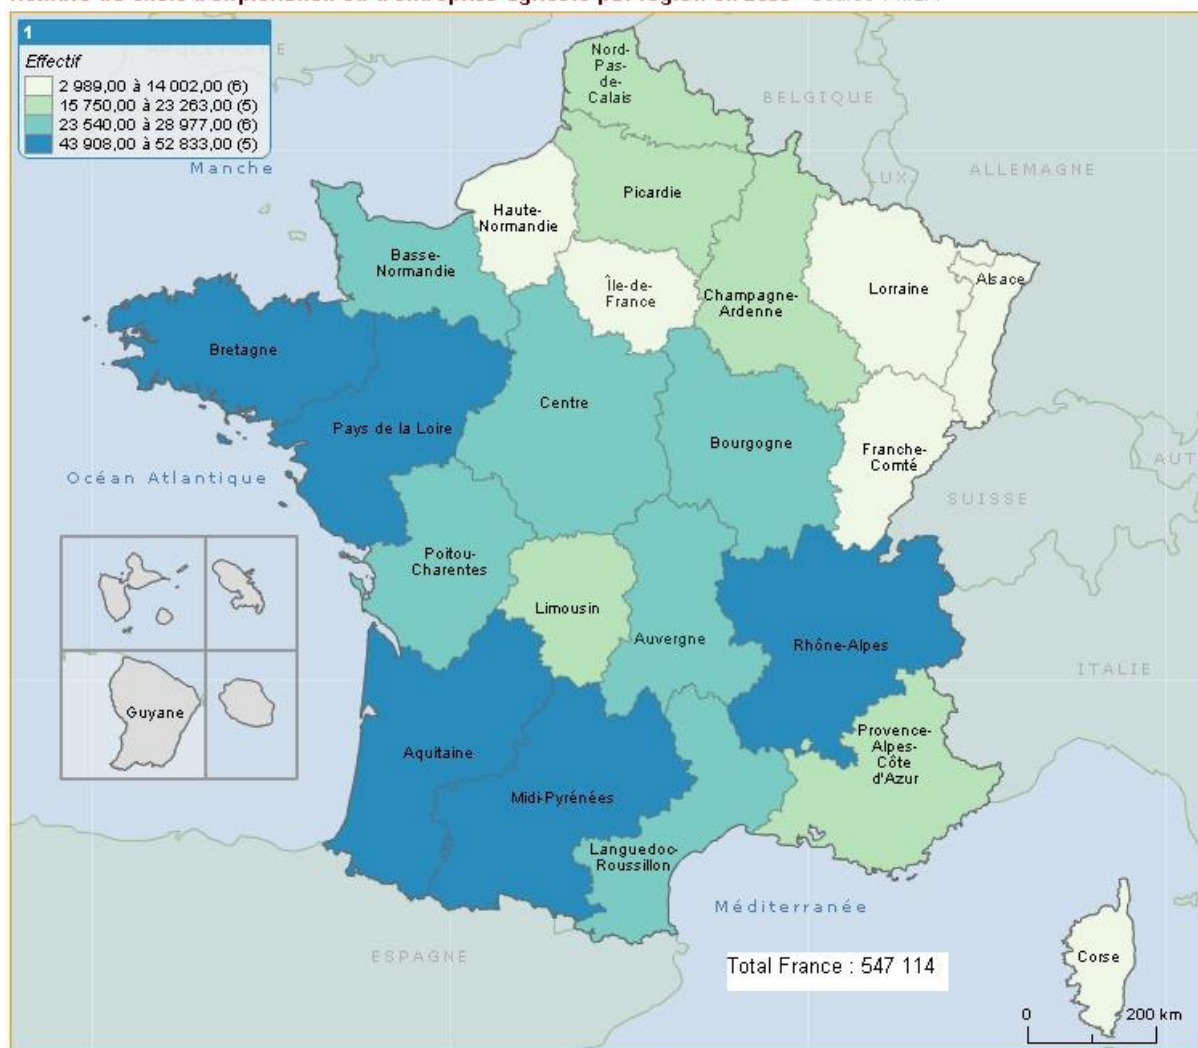 1
Effectif
2 989,00 à 14 002,00 (6)
15 750,00 à 23 263,00 (5)
23 540,00 à 28 977,00 (6)
43 908,00 à 52 833,00 (5)
Nord-
Pas-
de-
Calais
BELGIQUE
Manche
LUX.
ALLEMAGNE
Picardie
Haute-
Normandie
Basse-
Normandie
Île-de-
France
Champagne-
Ardenne
Lorraine
Alsace
Bretagne
Pays de la Loire
Centre
Bourgogne
Franche-
Comté
Océan Atlantique
SUISSE
AUT
Poitou-
Charentes
Limousin
Auvergne
Rhône-Alpes
ITALIE
Guyane
Aquitaine
Midi-Pyrénées
Provence-
Alpes-
Côte
d'Azur
Languedoc-
Roussillon
Méditerranée
ESPAGNE
Total France : 547 114
Corse
0 200 km